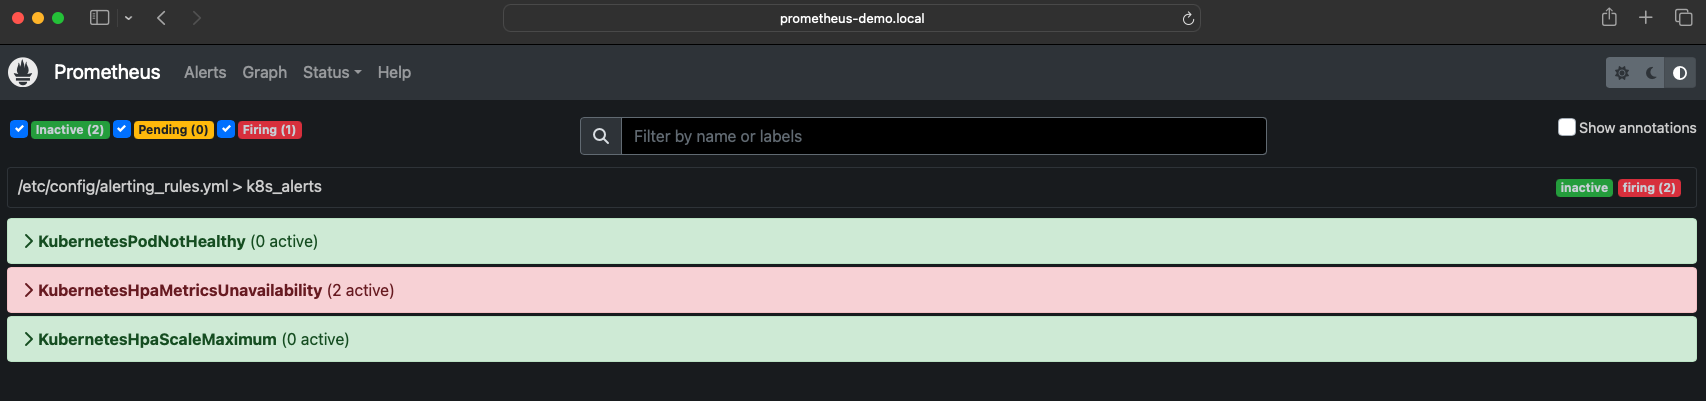 prometheus-demo.local
Prometheus Alerts Graph Status Help
Inactive (2) Pending (0) Firing (1) Filter by name or labels Show annotations
/etc/config/alerting_rules.yml > k8s_alerts inactive firing (2)
KubernetesPodNotHealthy (0 active)
KubernetesHpaMetricsUnavailability (2 active)
KubernetesHpaScaleMaximum (0 active)